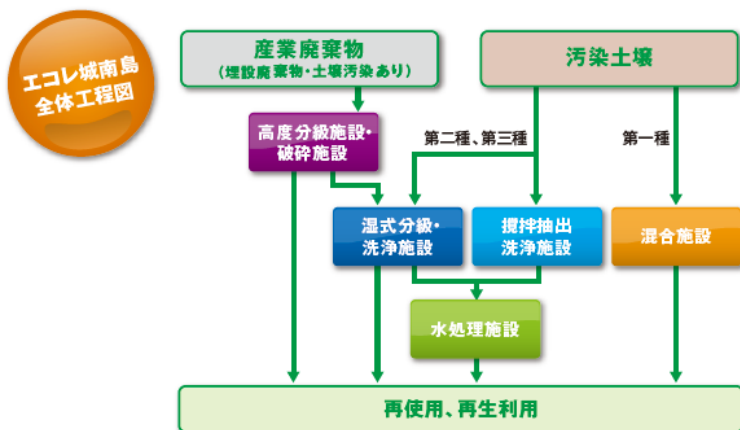 エコレ城南島
全体工程図
産業廃棄物
(埋設廃棄物・土壌汚染あり)
汚染土壌
高度分級施設・
破砕施設
第二種、第三種
第一種
湿式分級・
洗浄施設
撹拌抽出
洗浄施設
混合施設
水処理施設
再使用、再生利用